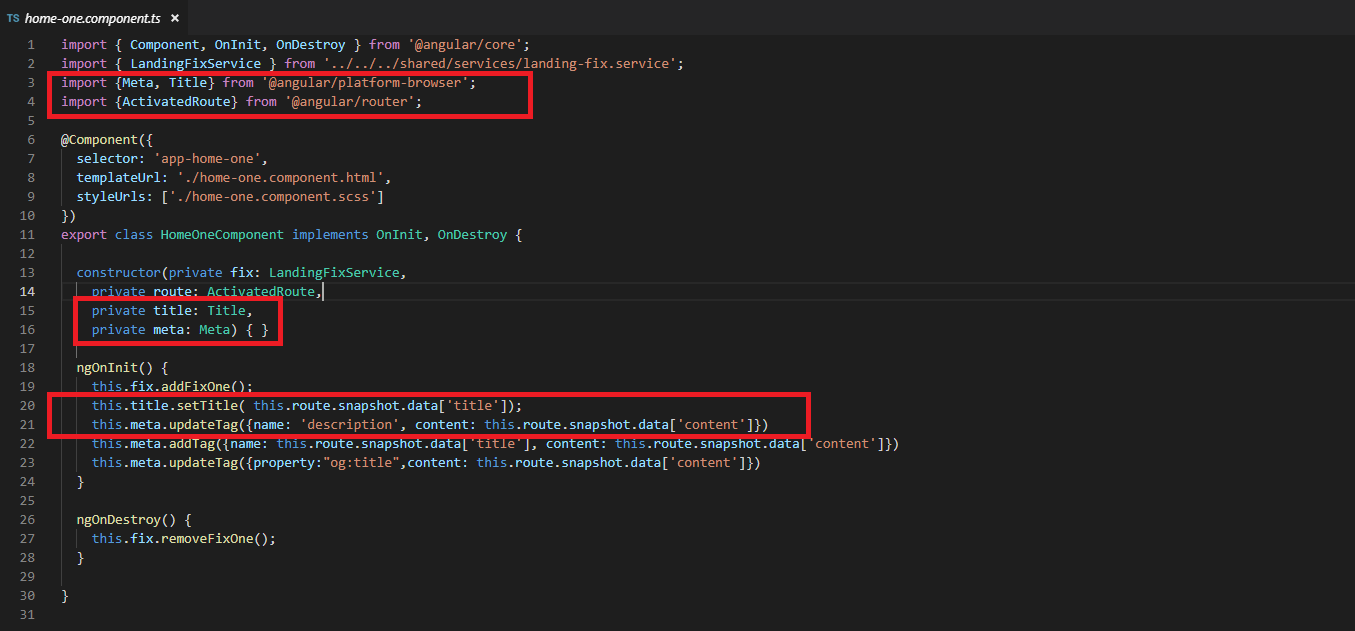 TS home-one.component.ts ×
1 import { Component, OnInit, OnDestroy } from '@angular/core';
2 import { LandingFixService } from '../../../shared/services/landing-fix.service';
3 import {Meta, Title} from '@angular/platform-browser';
4 import {ActivatedRoute} from '@angular/router';
5
6 @Component({
7   selector: 'app-home-one',
8   templateUrl: './home-one.component.html',
9   styleUrls: ['./home-one.component.scss']
10 })
11 export class HomeOneComponent implements OnInit, OnDestroy {
12
13   constructor(private fix: LandingFixService,
14     private route: ActivatedRoute,
15     private title: Title,
16     private meta: Meta) { }
17
18   ngOnInit() {
19     this.fix.addFixOne();
20     this.title.setTitle( this.route.snapshot.data['title']);
21     this.meta.updateTag({name: 'description', content: this.route.snapshot.data['content']})
22     this.meta.addTag({name: this.route.snapshot.data['title'], content: this.route.snapshot.data['content']})
23     this.meta.updateTag({property:"og:title",content: this.route.snapshot.data['content']})
24   }
25
26   ngOnDestroy() {
27     this.fix.removeFixOne();
28   }
29
30 }
31